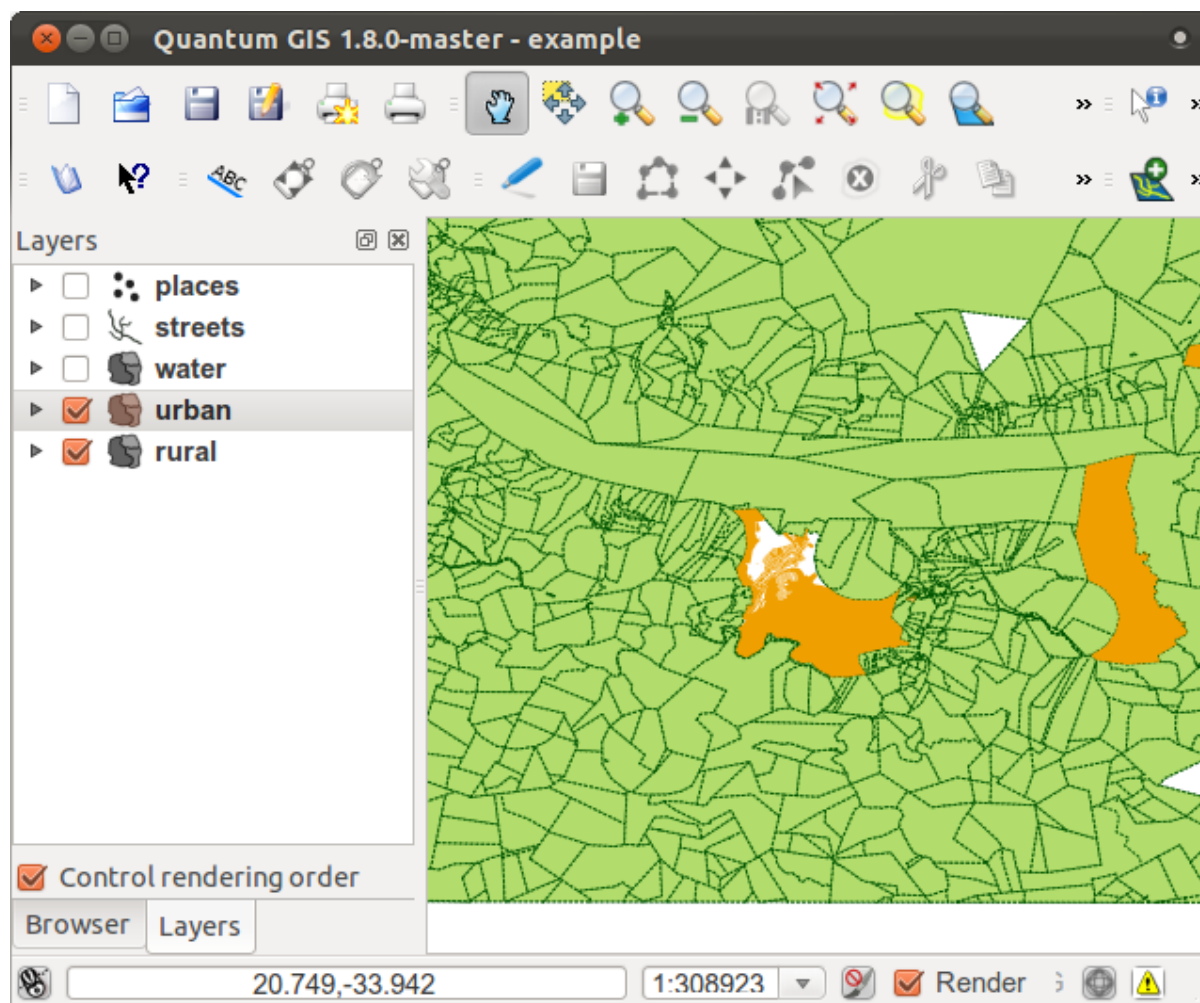 Quantum GIS 1.8.0-master - example
ABC
Layers
places
streets
water
urban
rural
Control rendering order
Browser
Layers
20.749,-33.942
1:308923
Render